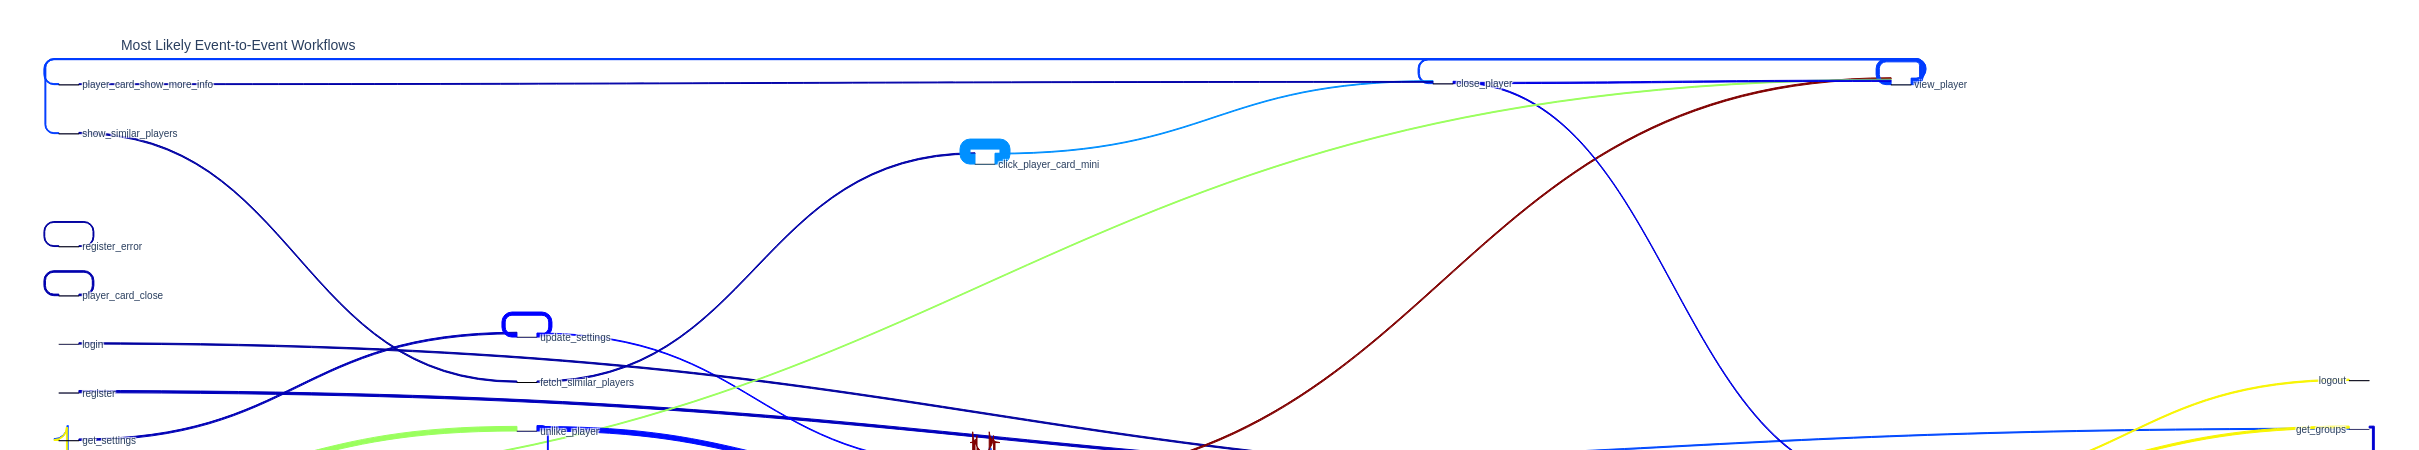 Most Likely Event-to-Event Workflows
player_card_show_more_info
close_player
view_player
show_similar_players
click_player_card_mini
register_error
player_card_close
update_settings
login
fetch_similar_players
logout
register
unlike_player
get_groups
get_settings